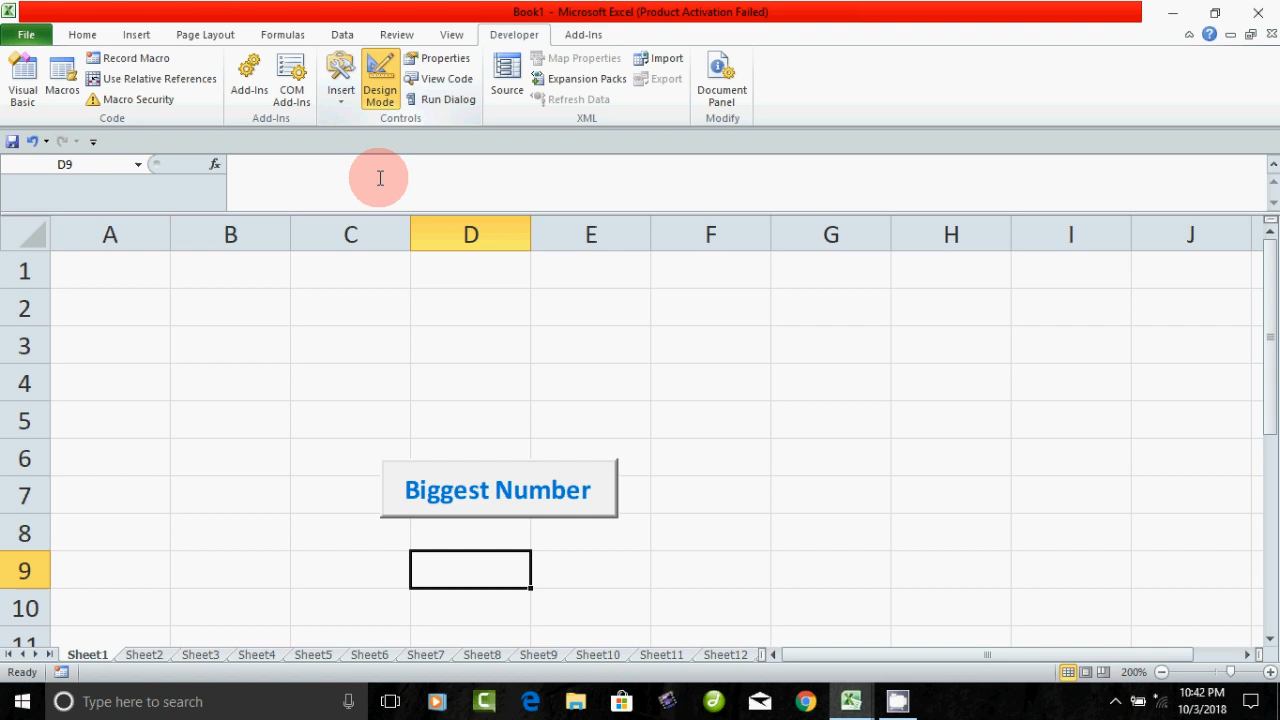 Book1 - Microsoft Excel (Product Activation Failed)
File Home Insert Page Layout Formulas Data Review View Developer Add-Ins
Visual Basic
Macros
Record Macro
Use Relative References
Macro Security
Code
Add-Ins
COM Add-Ins
Add-Ins
Insert
Design Mode
Properties
View Code
Run Dialog
Controls
Source
Map Properties
Expansion Packs
Refresh Data
Import
Export
XML
Document Panel
Modify
D9
fx
A B C D E F G H I J
1
2
3
4
5
6
7
8
9
10
11
Biggest Number
Sheet1 Sheet2 Sheet3 Sheet4 Sheet5 Sheet6 Sheet7 Sheet8 Sheet9 Sheet10 Sheet11 Sheet12
Ready
200%
Type here to search
10:42 PM
10/3/2018